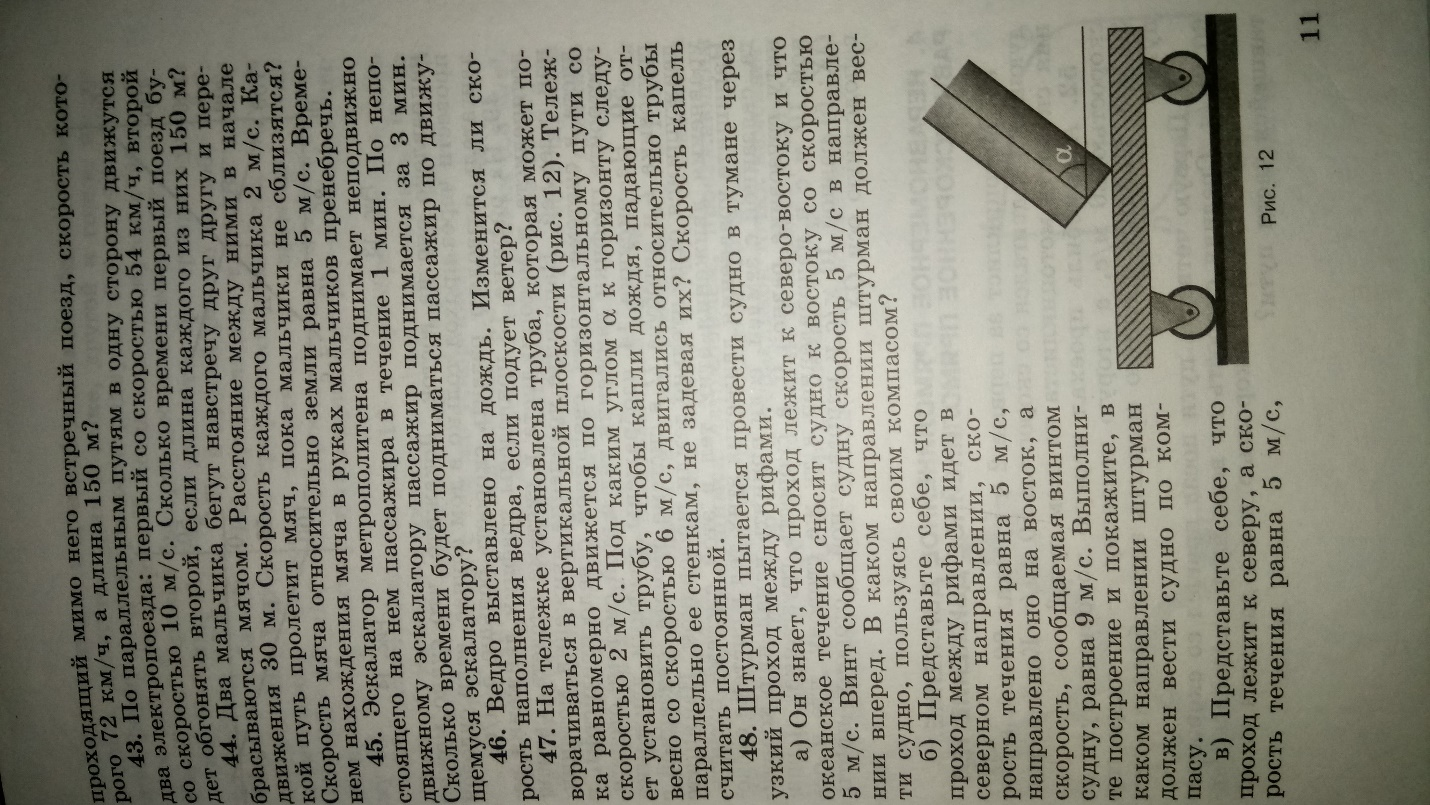 проходящий мимо него встречный поезд, скорость кото-
рого 72 км/ч, а длина 150 м?
43. По параллельным путям в одну сторону движутся
два электропоезда: первый со скоростью 54 км/ч, второй
со скоростью 10 м/с. Сколько времени первый поезд бу-
дет обгонять второй, если длина каждого из них 150 м?
44. Два мальчика бегут навстречу друг другу и пере-
брасываются мячом. Расстояние между ними в начале
движения 30 м. Скорость каждого мальчика 2 м/с. Ка-
кой путь пролетит мяч, пока мальчики не сблизятся?
Скорость мяча относительно земли равна 5 м/с. Време-
нем нахождения мяча в руках мальчиков пренебречь.
45. Эскалатор метрополитена поднимает неподвижно
стоящего на нем пассажира в течение 1 мин. По непо-
движному эскалатору пассажир поднимается за 3 мин.
Сколько времени будет подниматься пассажир по движу-
щемуся эскалатору?
46. Ведро выставлено на дождь. Изменится ли ско-
рость наполнения ведра, если подует ветер?
47. На тележке установлена труба, которая может по-
ворачиваться в вертикальной плоскости (рис. 12). Тележ-
ка равномерно движется по горизонтальному пути со
скоростью 2 м/с. Под каким углом α к горизонту следу-
ет установить трубу, чтобы капли дождя, падающие от-
весно со скоростью 6 м/с, двигались относительно трубы
параллельно ее стенкам, не задевая их? Скорость капель
считать постоянной.
48. Штурман пытается провести судно в тумане через
узкий проход между рифами.
а) Он знает, что проход лежит к северо-востоку и что
океанское течение сносит судно к востоку со скоростью
5 м/с. Винт сообщает судну скорость 5 м/с в направле-
нии вперед. В каком направлении штурман должен вес-
ти судно, пользуясь своим компасом?
б) Представьте себе, что
проход между рифами идет в
северном направлении, ско-
рость течения равна 5 м/с,
направлено оно на восток, а
скорость, сообщаемая винтом
судну, равна 9 м/с. Выполни-
те построение и покажите, в
каком направлении штурман
должен вести судно по ком-
пасу.
в) Представьте себе, что
проход лежит к северу, а ско-
рость течения равна 5 м/с,
α
Рис. 12
11